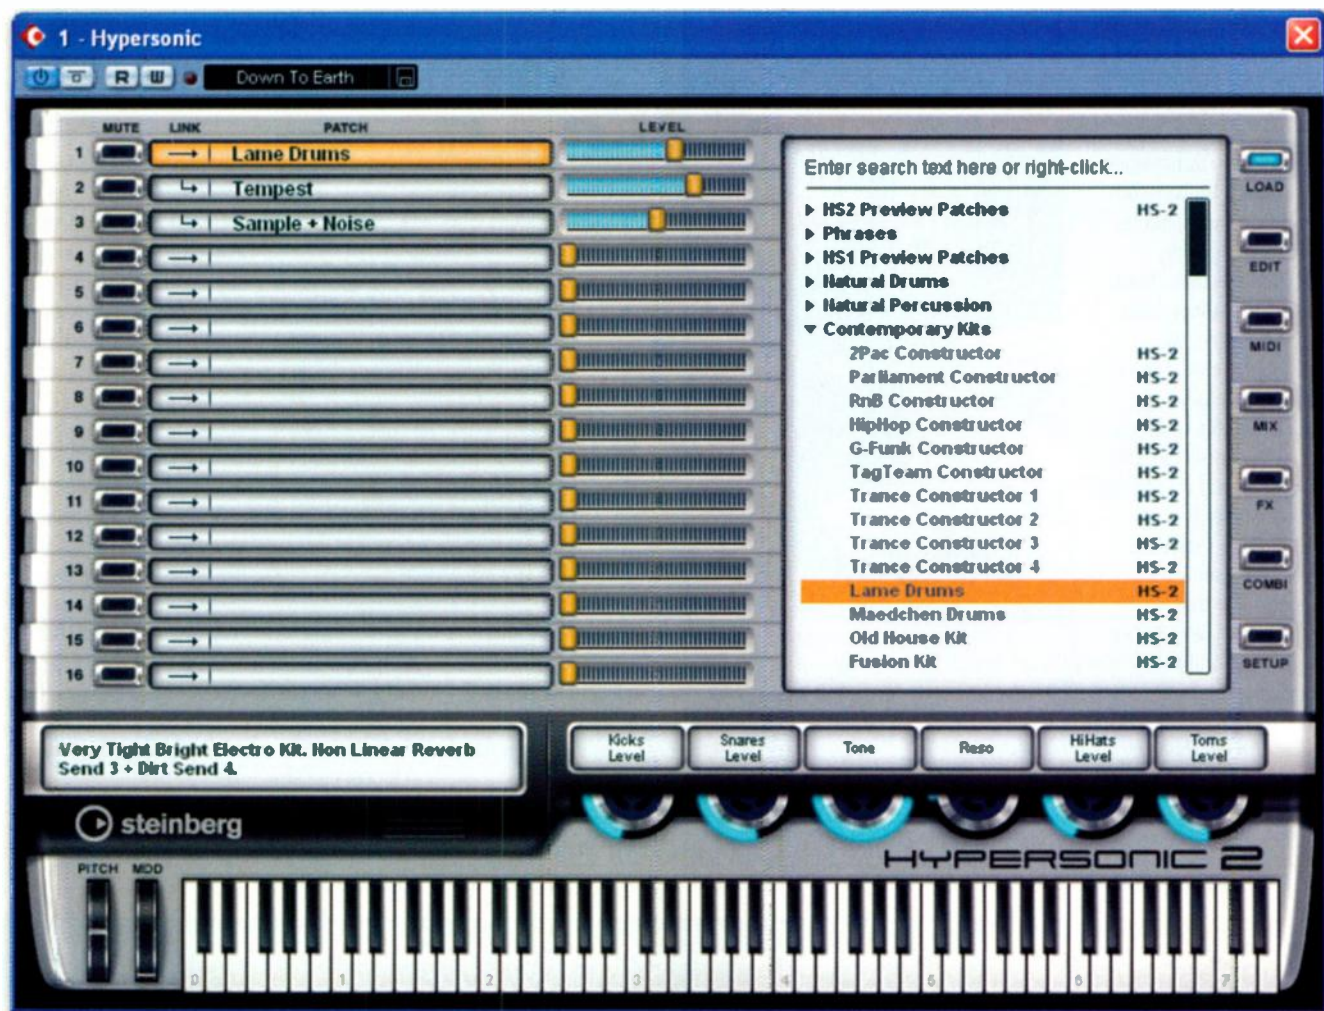 1 - Hypersonic
R W Down To Earth
MUTE LINK PATCH LEVEL
1 Lame Drums
2 Tempest
3 Sample + Noise
4
5
6
7
8
9
10
11
12
13
14
15
16
Enter search text here or right-click...
HS2 Preview Patches HS-2
Phrases
HS1 Preview Patches
Natural Drums
Natural Percussion
Contemporary Kits
2Pac Constructor HS-2
Parliament Constructor HS-2
RnB Constructor HS-2
HipHop Constructor HS-2
G-Funk Constructor HS-2
TagTeam Constructor HS-2
Trance Constructor 1 HS-2
Trance Constructor 2 HS-2
Trance Constructor 3 HS-2
Trance Constructor 4 HS-2
Lame Drums HS-2
Maedchen Drums HS-2
Old House Kit HS-2
Fusion Kit HS-2
LOAD
EDIT
MIDI
MIX
FX
COMBI
SETUP
Very Tight Bright Electro Kit. Non Linear Reverb
Send 3 + Dirt Send 4.
Kicks
Level
Snares
Level
Tone
Reso
HiHats
Level
Toms
Level
steinberg
HYPERSONIC 2
PITCH MOD
0 1 2 3 4 5 6 7